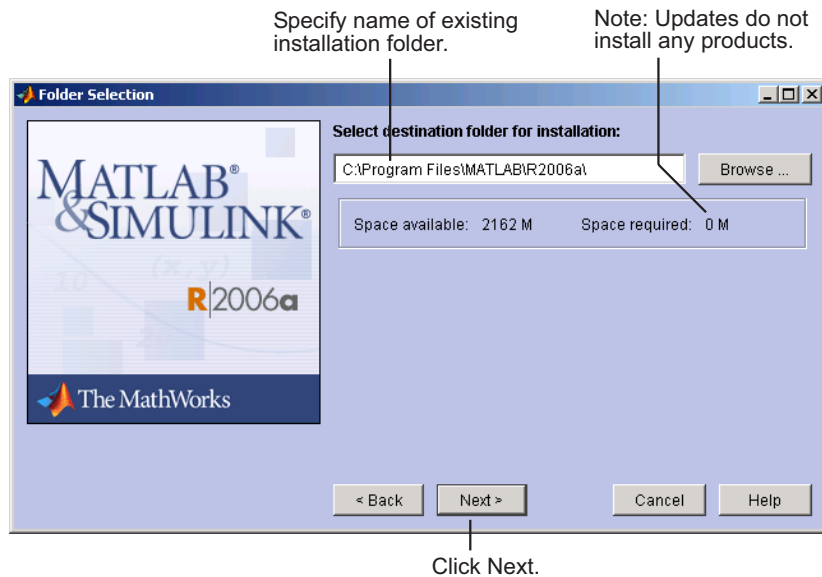 Specify name of existing
installation folder.
Note: Updates do not
install any products.
Folder Selection
MATLAB®
&SIMULINK®
10 (x,y)
R2006a
The MathWorks
Select destination folder for installation:
C:\Program Files\MATLAB\R2006a\
Browse ...
Space available: 2162 M Space required: 0 M
< Back Next > Cancel Help
Click Next.